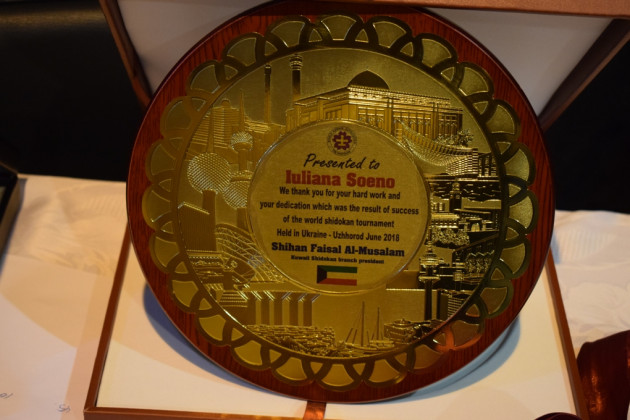 Presented to
Iuliana Soeno
We thank you for your hard work and
your dedication which was the result of success
of the world shidokan tournament
Held in Ukraine - Uzhhorod June 2018
Shihan Faisal Al-Musalam
Kuwait Shidokan branch president